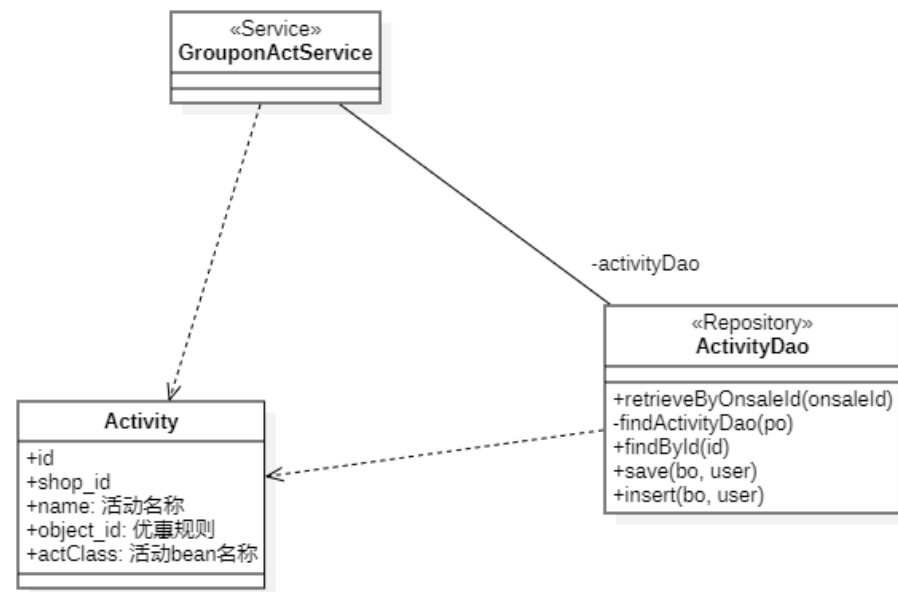 «Service»
GrouponActService
-activityDao
«Repository»
ActivityDao
+retrieveByOnsaleId(onsaleId)
-findActivityDao(po)
+findById(id)
+save(bo, user)
+insert(bo, user)
Activity
+id
+shop_id
+name: 活动名称
+object_id: 优惠规则
+actClass: 活动bean名称